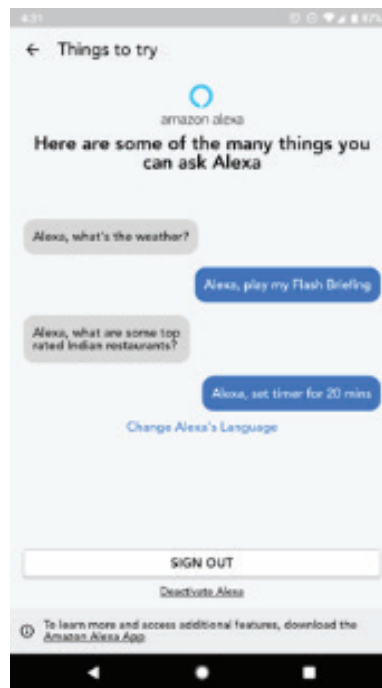 4:31
87%
Things to try
amazon alexa
Here are some of the many things you
can ask Alexa
Alexa, what's the weather?
Alexa, play my Flash Briefing
Alexa, what are some top
rated Indian restaurants?
Alexa, set timer for 20 mins
Change Alexa's Language
SIGN OUT
Deactivate Alexa
To learn more and access additional features, download the
Amazon Alexa App